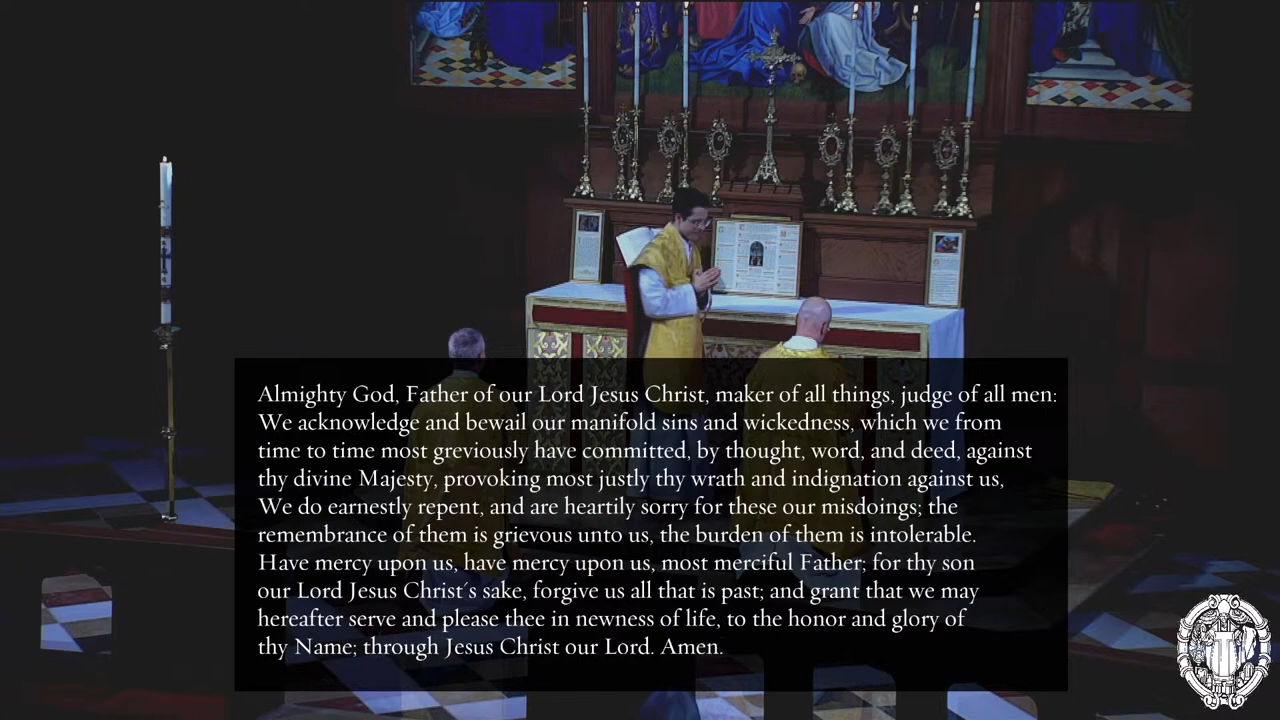 Almighty God, Father of our Lord Jesus Christ, maker of all things, judge of all men:
We acknowledge and bewail our manifold sins and wickedness, which we from
time to time most greviously have committed, by thought, word, and deed, against
thy divine Majesty, provoking most justly thy wrath and indignation against us,
We do earnestly repent, and are heartily sorry for these our misdoings; the
remembrance of them is grievous unto us, the burden of them is intolerable.
Have mercy upon us, have mercy upon us, most merciful Father; for thy son
our Lord Jesus Christ´s sake, forgive us all that is past; and grant that we may
hereafter serve and please thee in newness of life, to the honor and glory of
thy Name; through Jesus Christ our Lord. Amen.